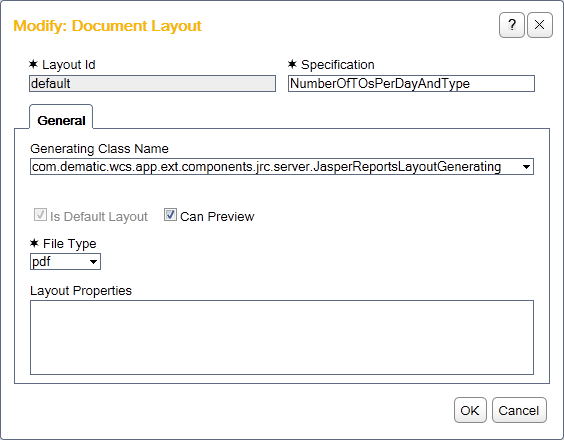 Modify: Document Layout
?
✶ Layout Id
✶ Specification
default
NumberOfTOsPerDayAndType
General
Generating Class Name
com.dematic.wcs.app.ext.components.jrc.server.JasperReportsLayoutGenerating
Is Default Layout
Can Preview
✶ File Type
pdf
Layout Properties
OK
Cancel